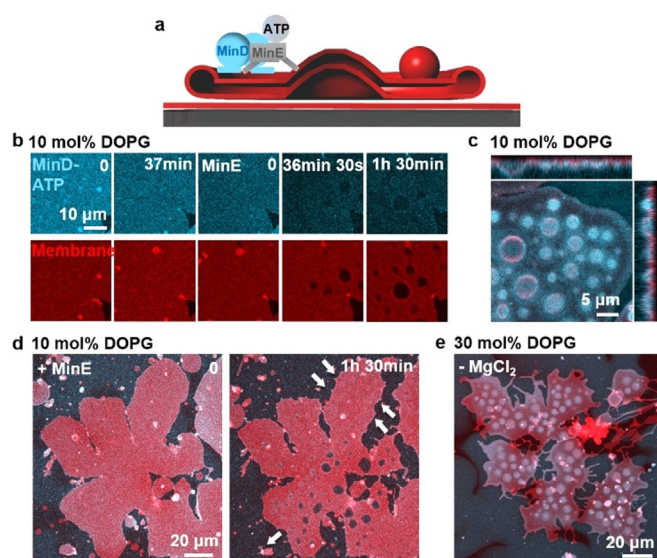 a
ATP
MinD
MinE
b 10 mol% DOPG
MinD-
ATP
0
37min
MinE 0
36min 30s
1h 30min
10 µm
Membrane
c 10 mol% DOPG
5 µm
d 10 mol% DOPG
+ MinE 0
1h 30min
20 µm
e 30 mol% DOPG
- MgCl₂
20 µm